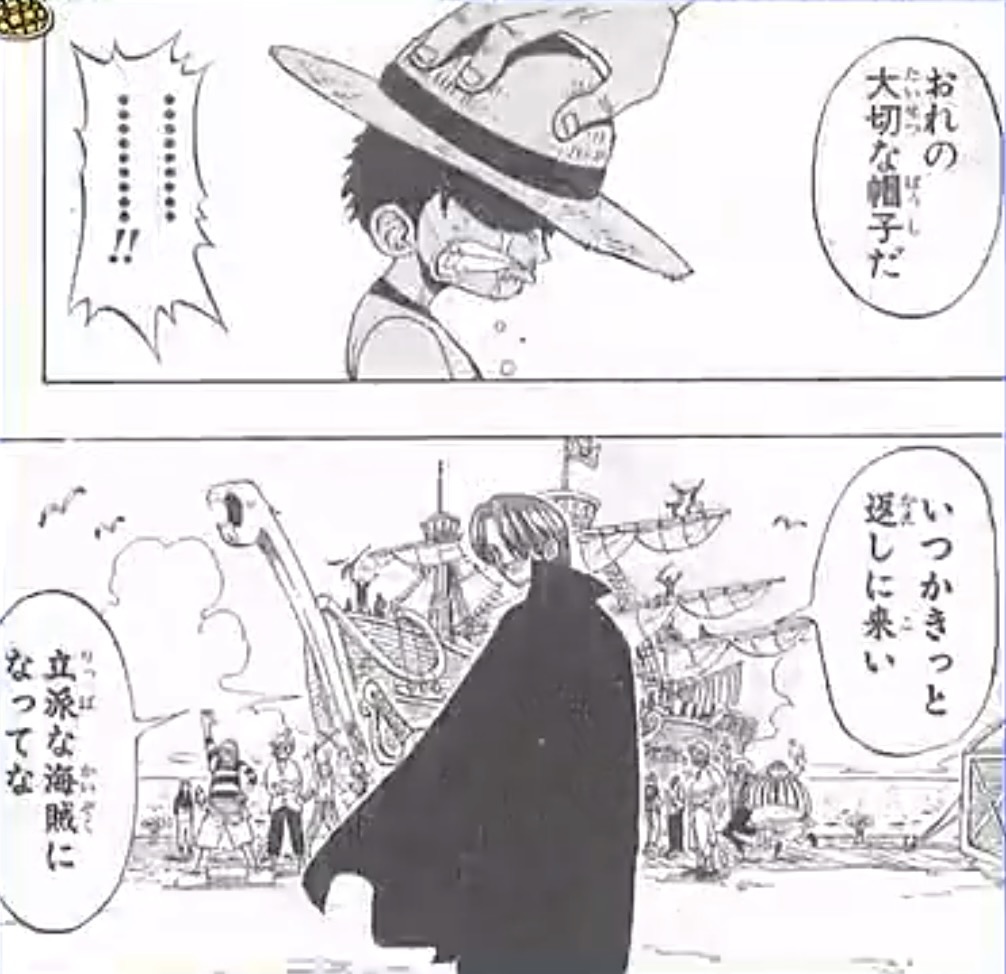 おれの
大切な帽子だ
………………
………………!!
いつかきっと
返しに来い
立派な海賊に
なってな